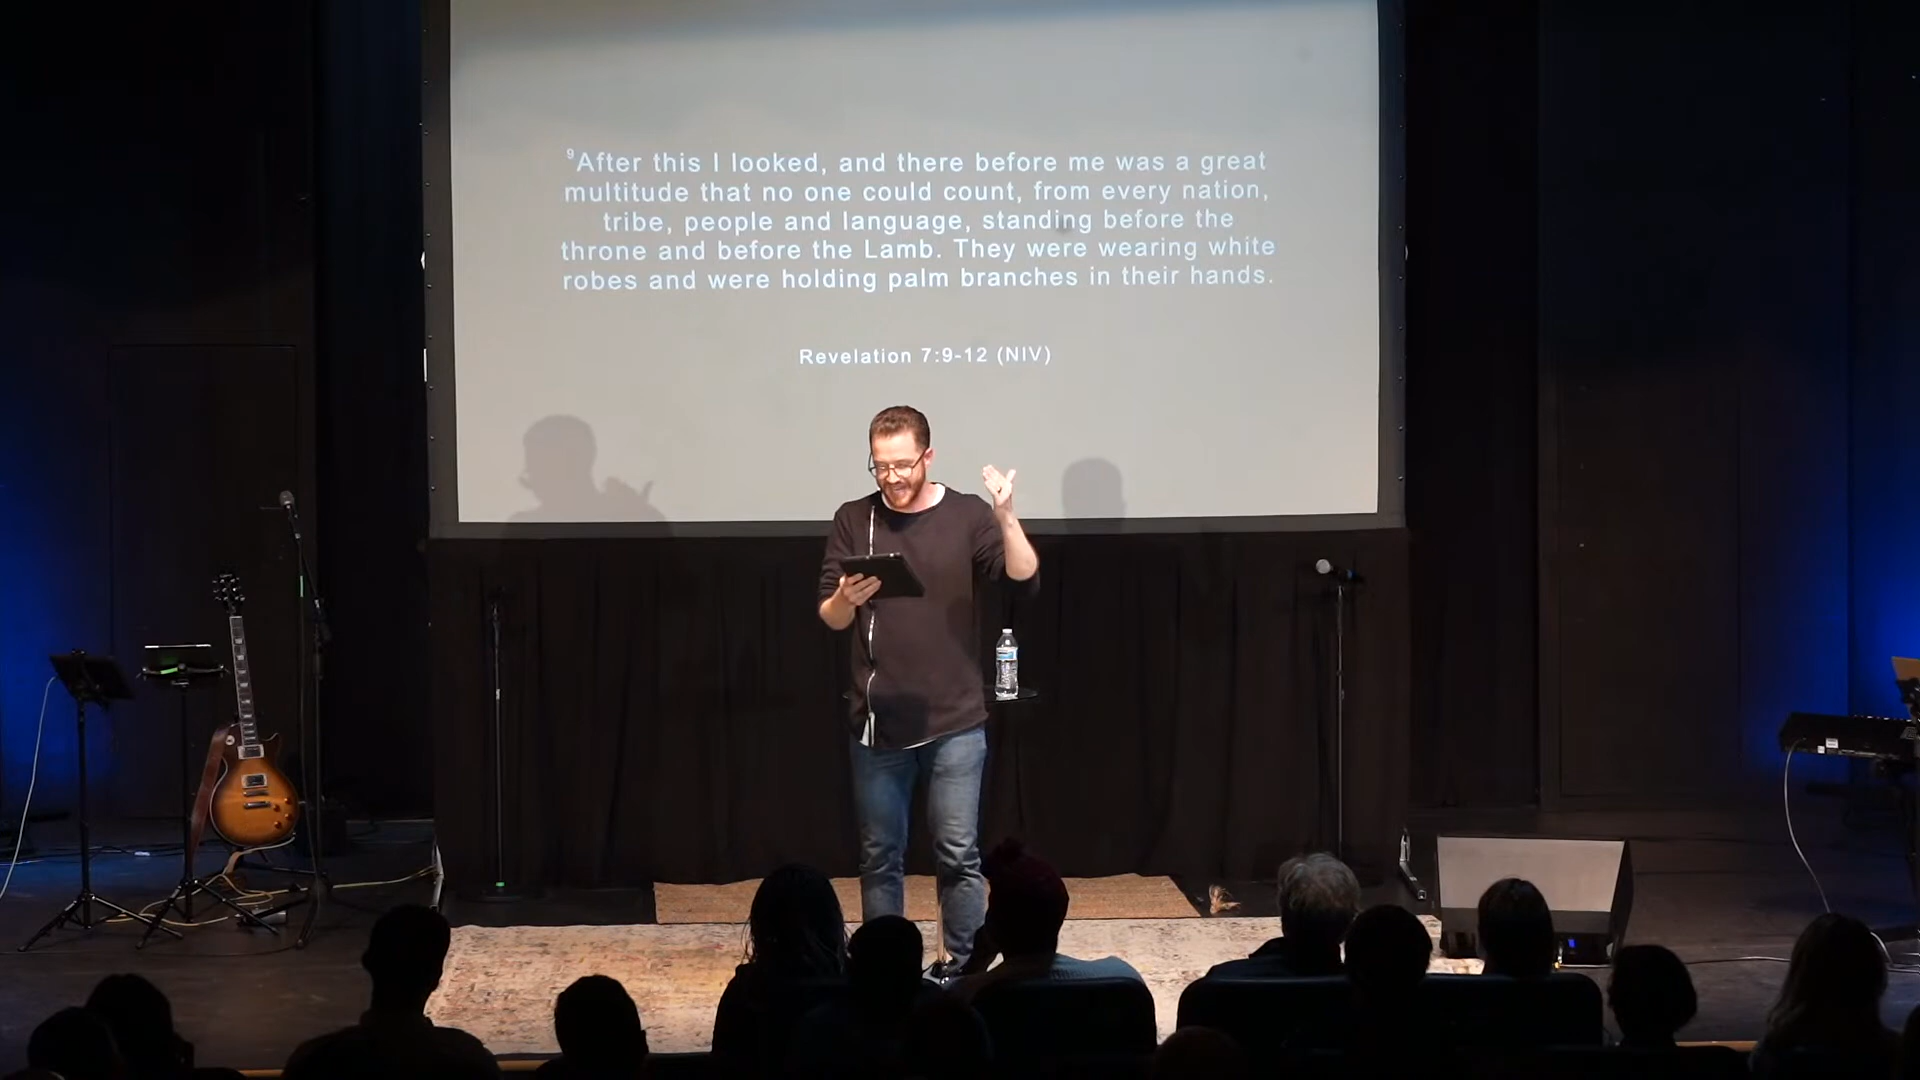 ⁹After this I looked, and there before me was a great
multitude that no one could count, from every nation,
tribe, people and language, standing before the
throne and before the Lamb. They were wearing white
robes and were holding palm branches in their hands.
Revelation 7:9-12 (NIV)